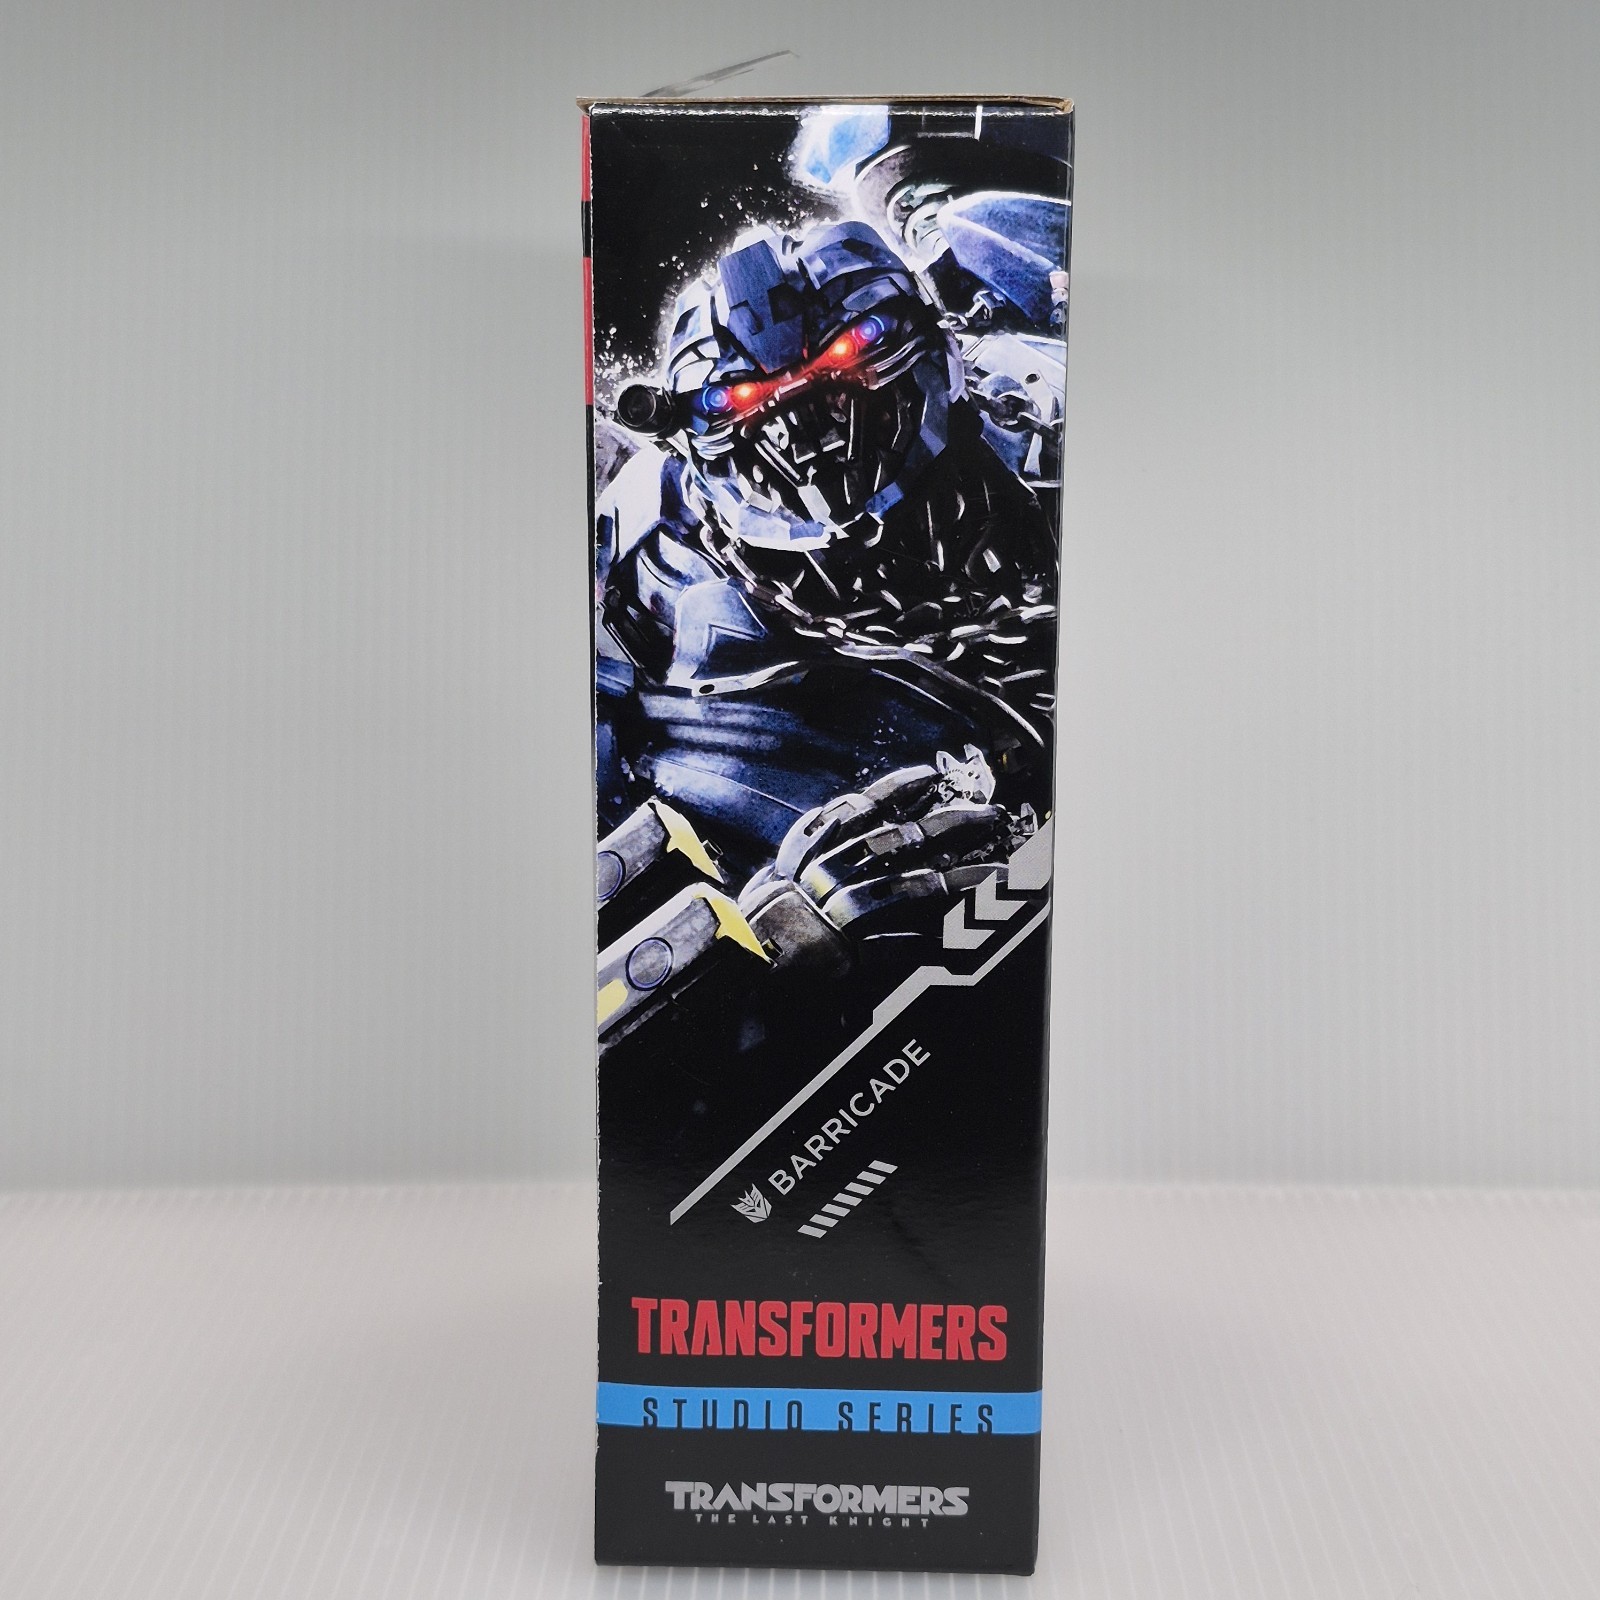 BARRICADE
TRANSFORMERS
STUDIO SERIES
TRANSFORMERS
THE LAST KNIGHT